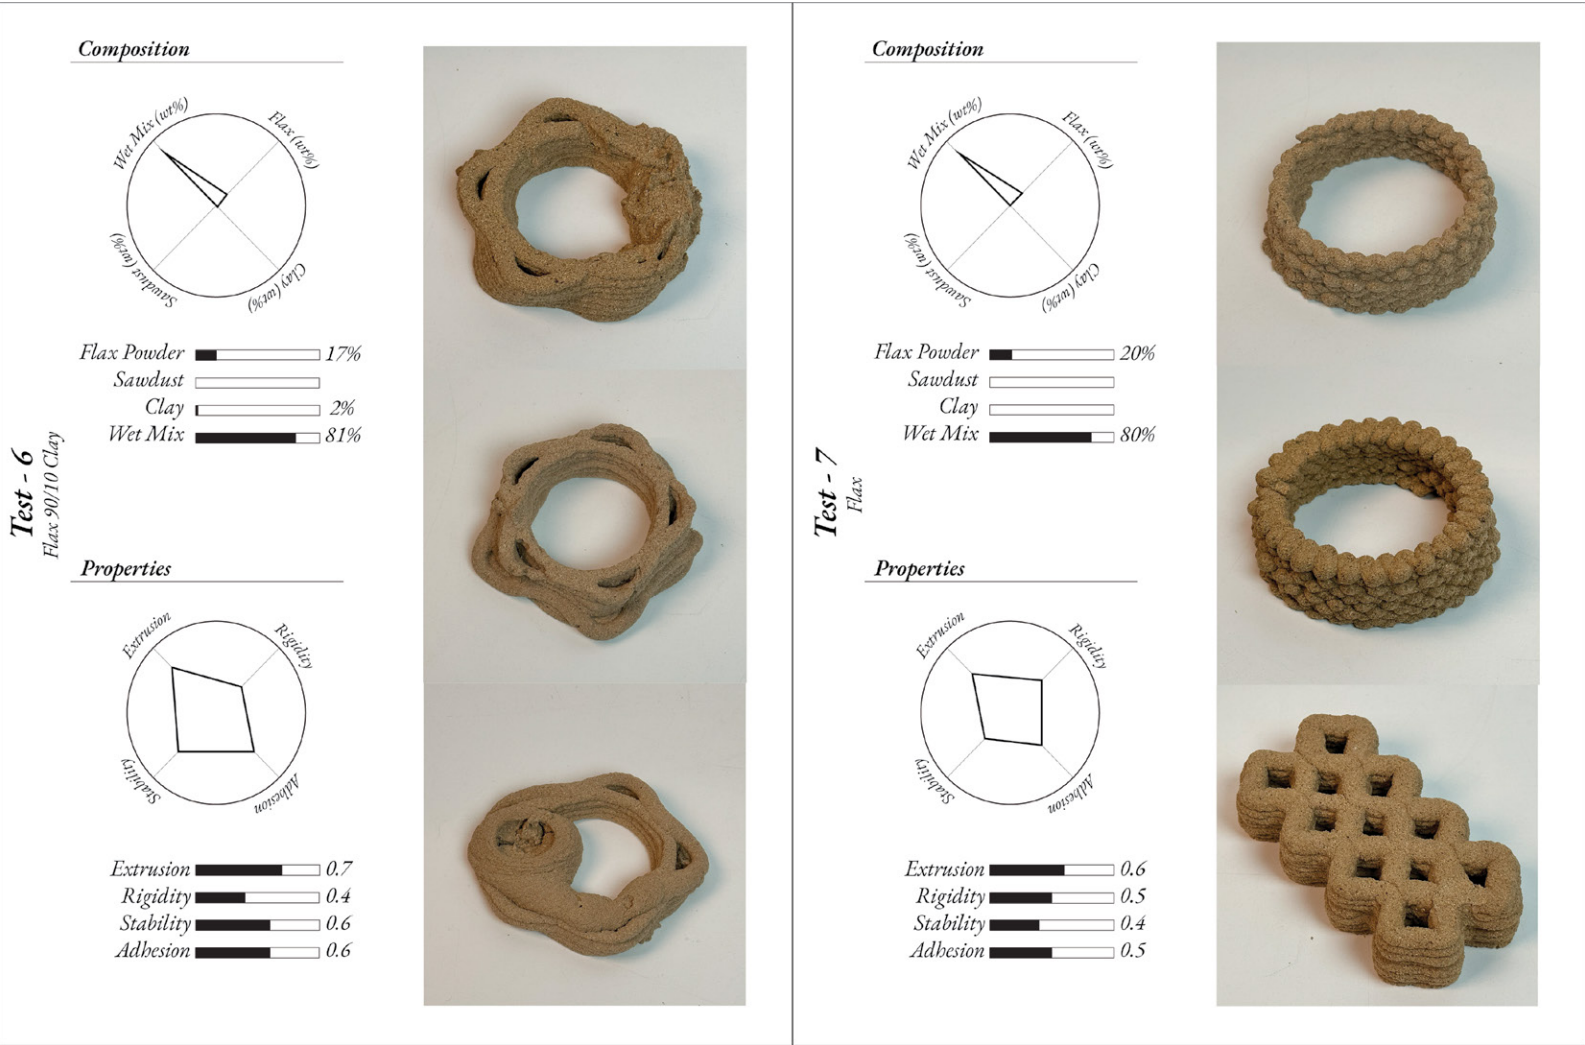 Test - 6
Flax 90/10 Clay
Composition
Wet Mix (wt%)
Flax (wt%)
Sawdust (wt%)
Clay (wt%)
Flax Powder 17%
Sawdust
Clay 2%
Wet Mix 81%
Properties
Extrusion
Rigidity
Stability
Adhesion
Extrusion 0.7
Rigidity 0.4
Stability 0.6
Adhesion 0.6
Test - 7
Flax
Composition
Wet Mix (wt%)
Flax (wt%)
Sawdust (wt%)
Clay (wt%)
Flax Powder 20%
Sawdust
Clay
Wet Mix 80%
Properties
Extrusion
Rigidity
Stability
Adhesion
Extrusion 0.6
Rigidity 0.5
Stability 0.4
Adhesion 0.5